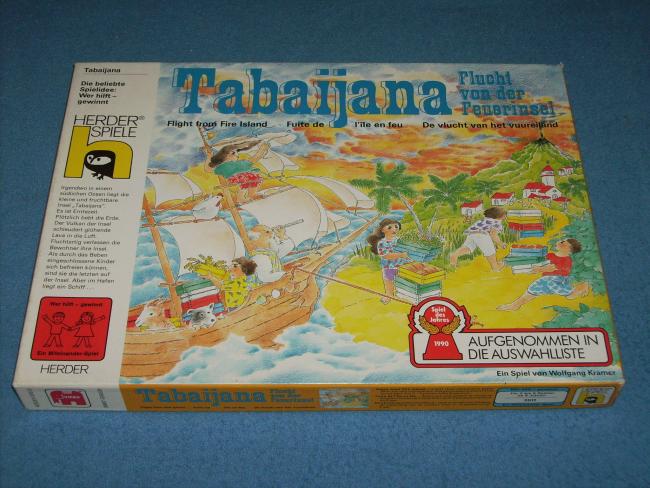 Tabaijana
Die beliebte
Spielidee:
Wer hilft –
gewinnt
HERDER®
SPIELE
h
Irgendwo in einem
südlichen Ozean liegt die
kleine und fruchtbare
Insel „Tabaijana".
Es ist Erntezeit.
Plötzlich bebt die Erde.
Der Vulkan der Insel
schleudert glühende
Lava in die Luft.
Fluchtartig verlassen die
Bewohner ihre Insel.
Als durch das Beben
eingeschlossene Kinder
sich befreien können,
sind sie die letzten auf
der Insel. Aber im Hafen
liegt ein Schiff ...
Wer hilft – gewinnt
Ein Miteinander-Spiel
HERDER
Tabaijana
Flucht
von der
Feuerinsel
Flight from Fire Island
Fuite de l'île en feu
De vlucht van het vuureiland
Spiel
des
Jahres
1990
AUFGENOMMEN IN
DIE AUSWAHLLISTE
Ein Spiel von Wolfgang Kramer
Jumbo
Tabaijana
Flucht
von der
Feuerinsel